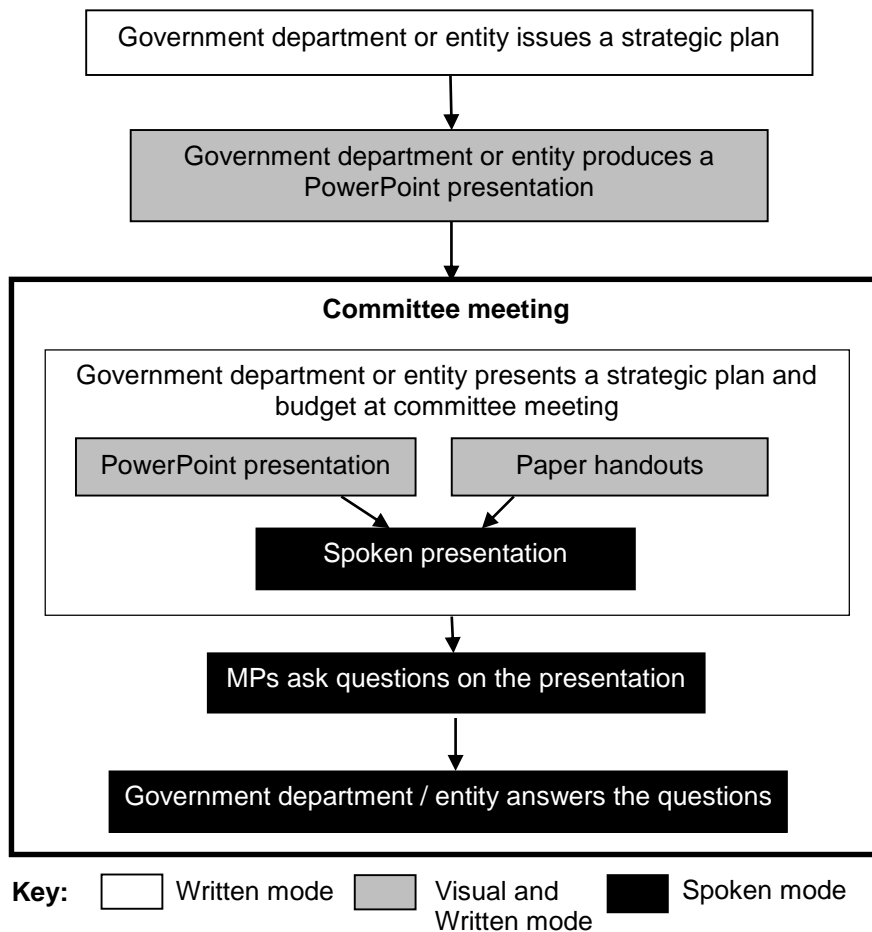 Government department or entity issues a strategic plan
Government department or entity produces a
PowerPoint presentation
Committee meeting
Government department or entity presents a strategic plan and
budget at committee meeting
PowerPoint presentation
Paper handouts
Spoken presentation
MPs ask questions on the presentation
Government department / entity answers the questions
Key: Written mode
Visual and
Written mode
Spoken mode